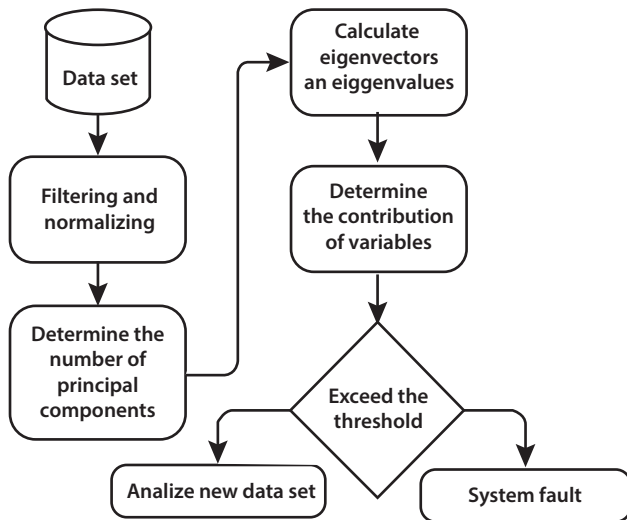 Data set
Filtering and
normalizing
Determine the
number of
principal
components
Calculate
eigenvectors
an eiggenvalues
Determine
the contribution
of variables
Exceed the
threshold
Analize new data set
System fault